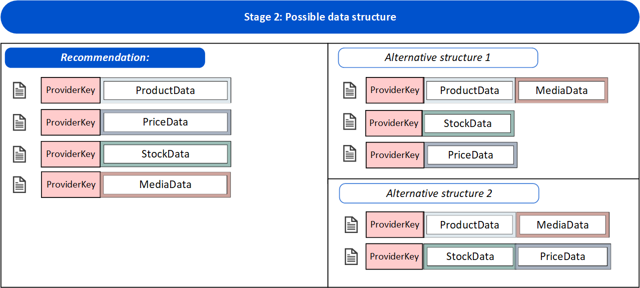 Stage 2: Possible data structure
Recommendation:
ProviderKey ProductData
ProviderKey PriceData
ProviderKey StockData
ProviderKey MediaData
Alternative structure 1
ProviderKey ProductData MediaData
ProviderKey StockData
ProviderKey PriceData
Alternative structure 2
ProviderKey ProductData MediaData
ProviderKey StockData PriceData